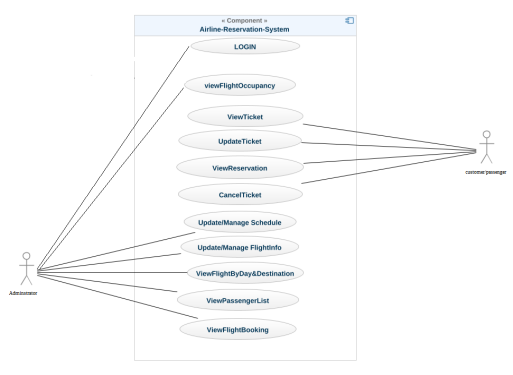 « Component »
Airline-Reservation-System
LOGIN
viewFlightOccupancy
ViewTicket
UpdateTicket
ViewReservation
CancelTicket
Update/Manage Schedule
Update/Manage FlightInfo
ViewFlightByDay&Destination
ViewPassengerList
ViewFlightBooking
customer/passenger